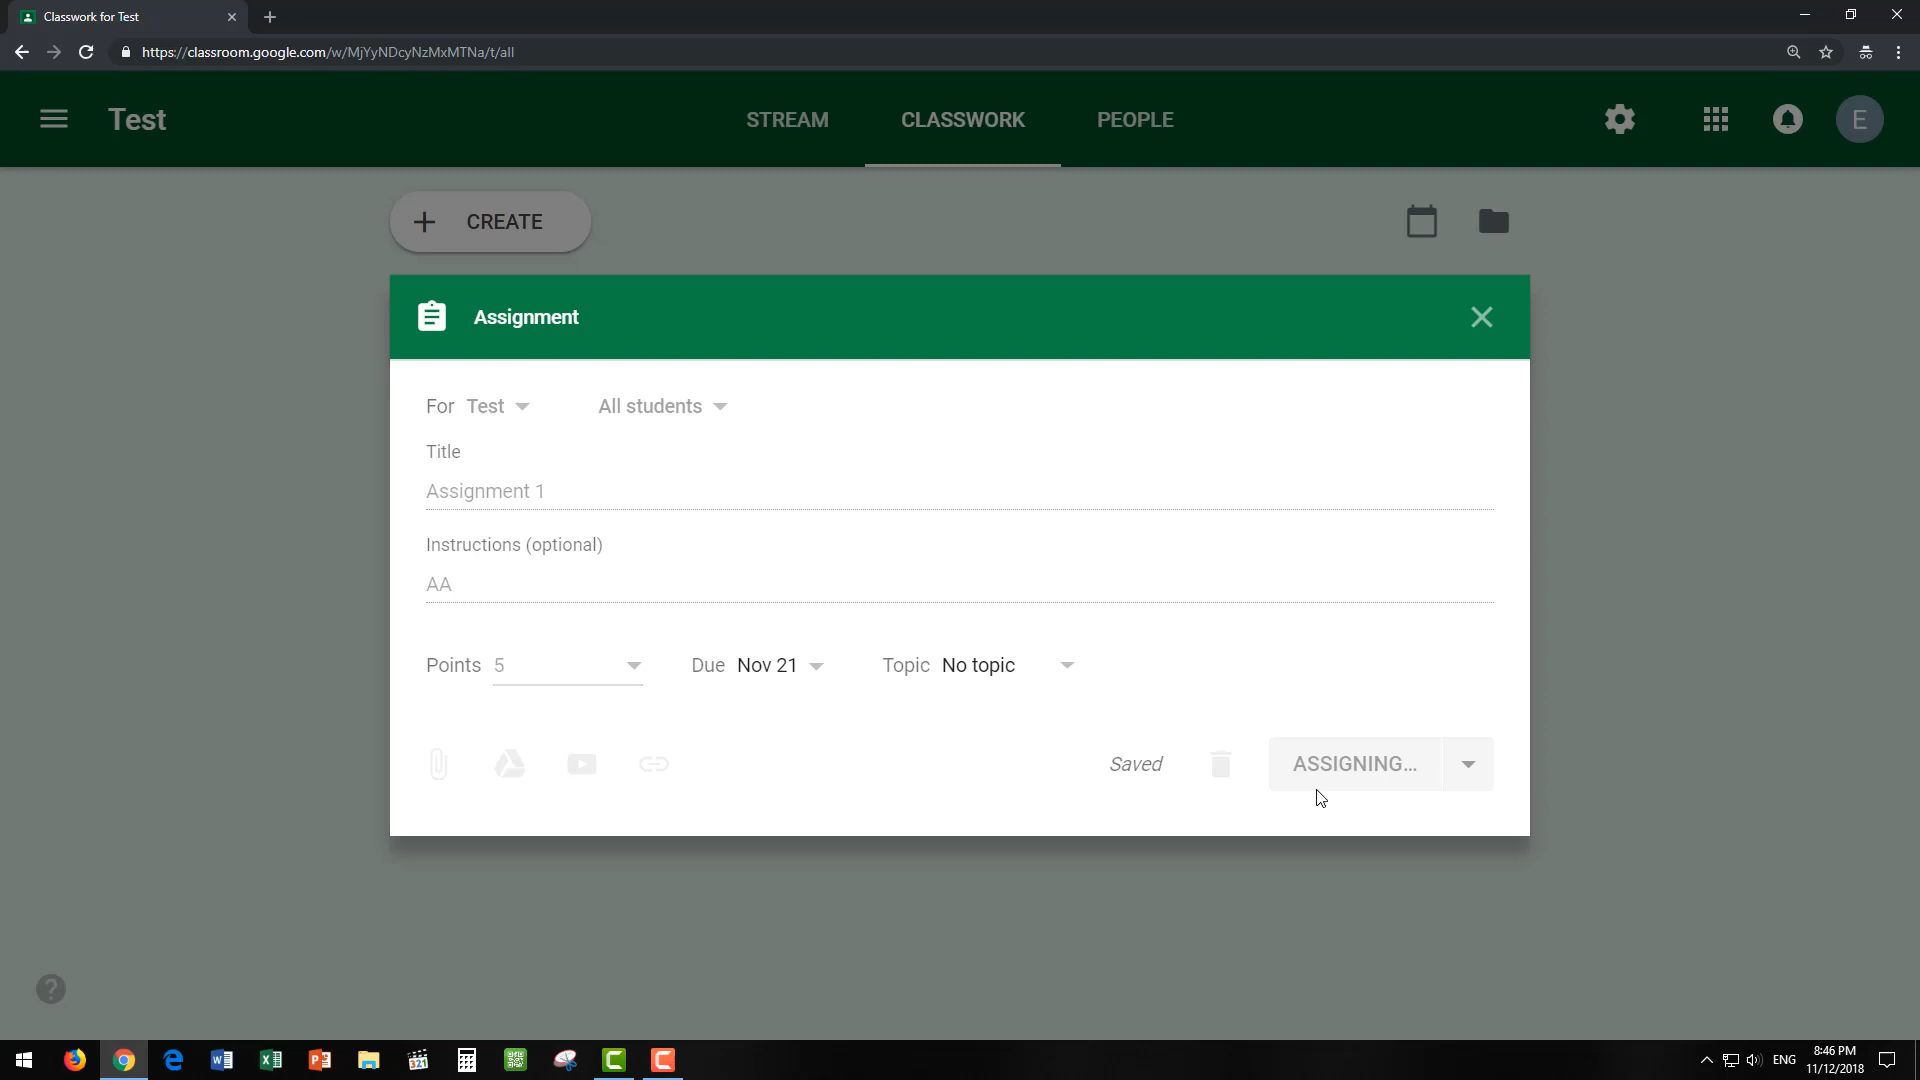 Classwork for Test
https://classroom.google.com/w/MjYyNDcyNzMxMTNa/t/all
Test
STREAM
CLASSWORK
PEOPLE
E
CREATE
Assignment
For Test
All students
Title
Assignment 1
Instructions (optional)
AA
Points 5
Due Nov 21
Topic No topic
Saved
ASSIGNING...
?
321
ENG
8:46 PM
11/12/2018